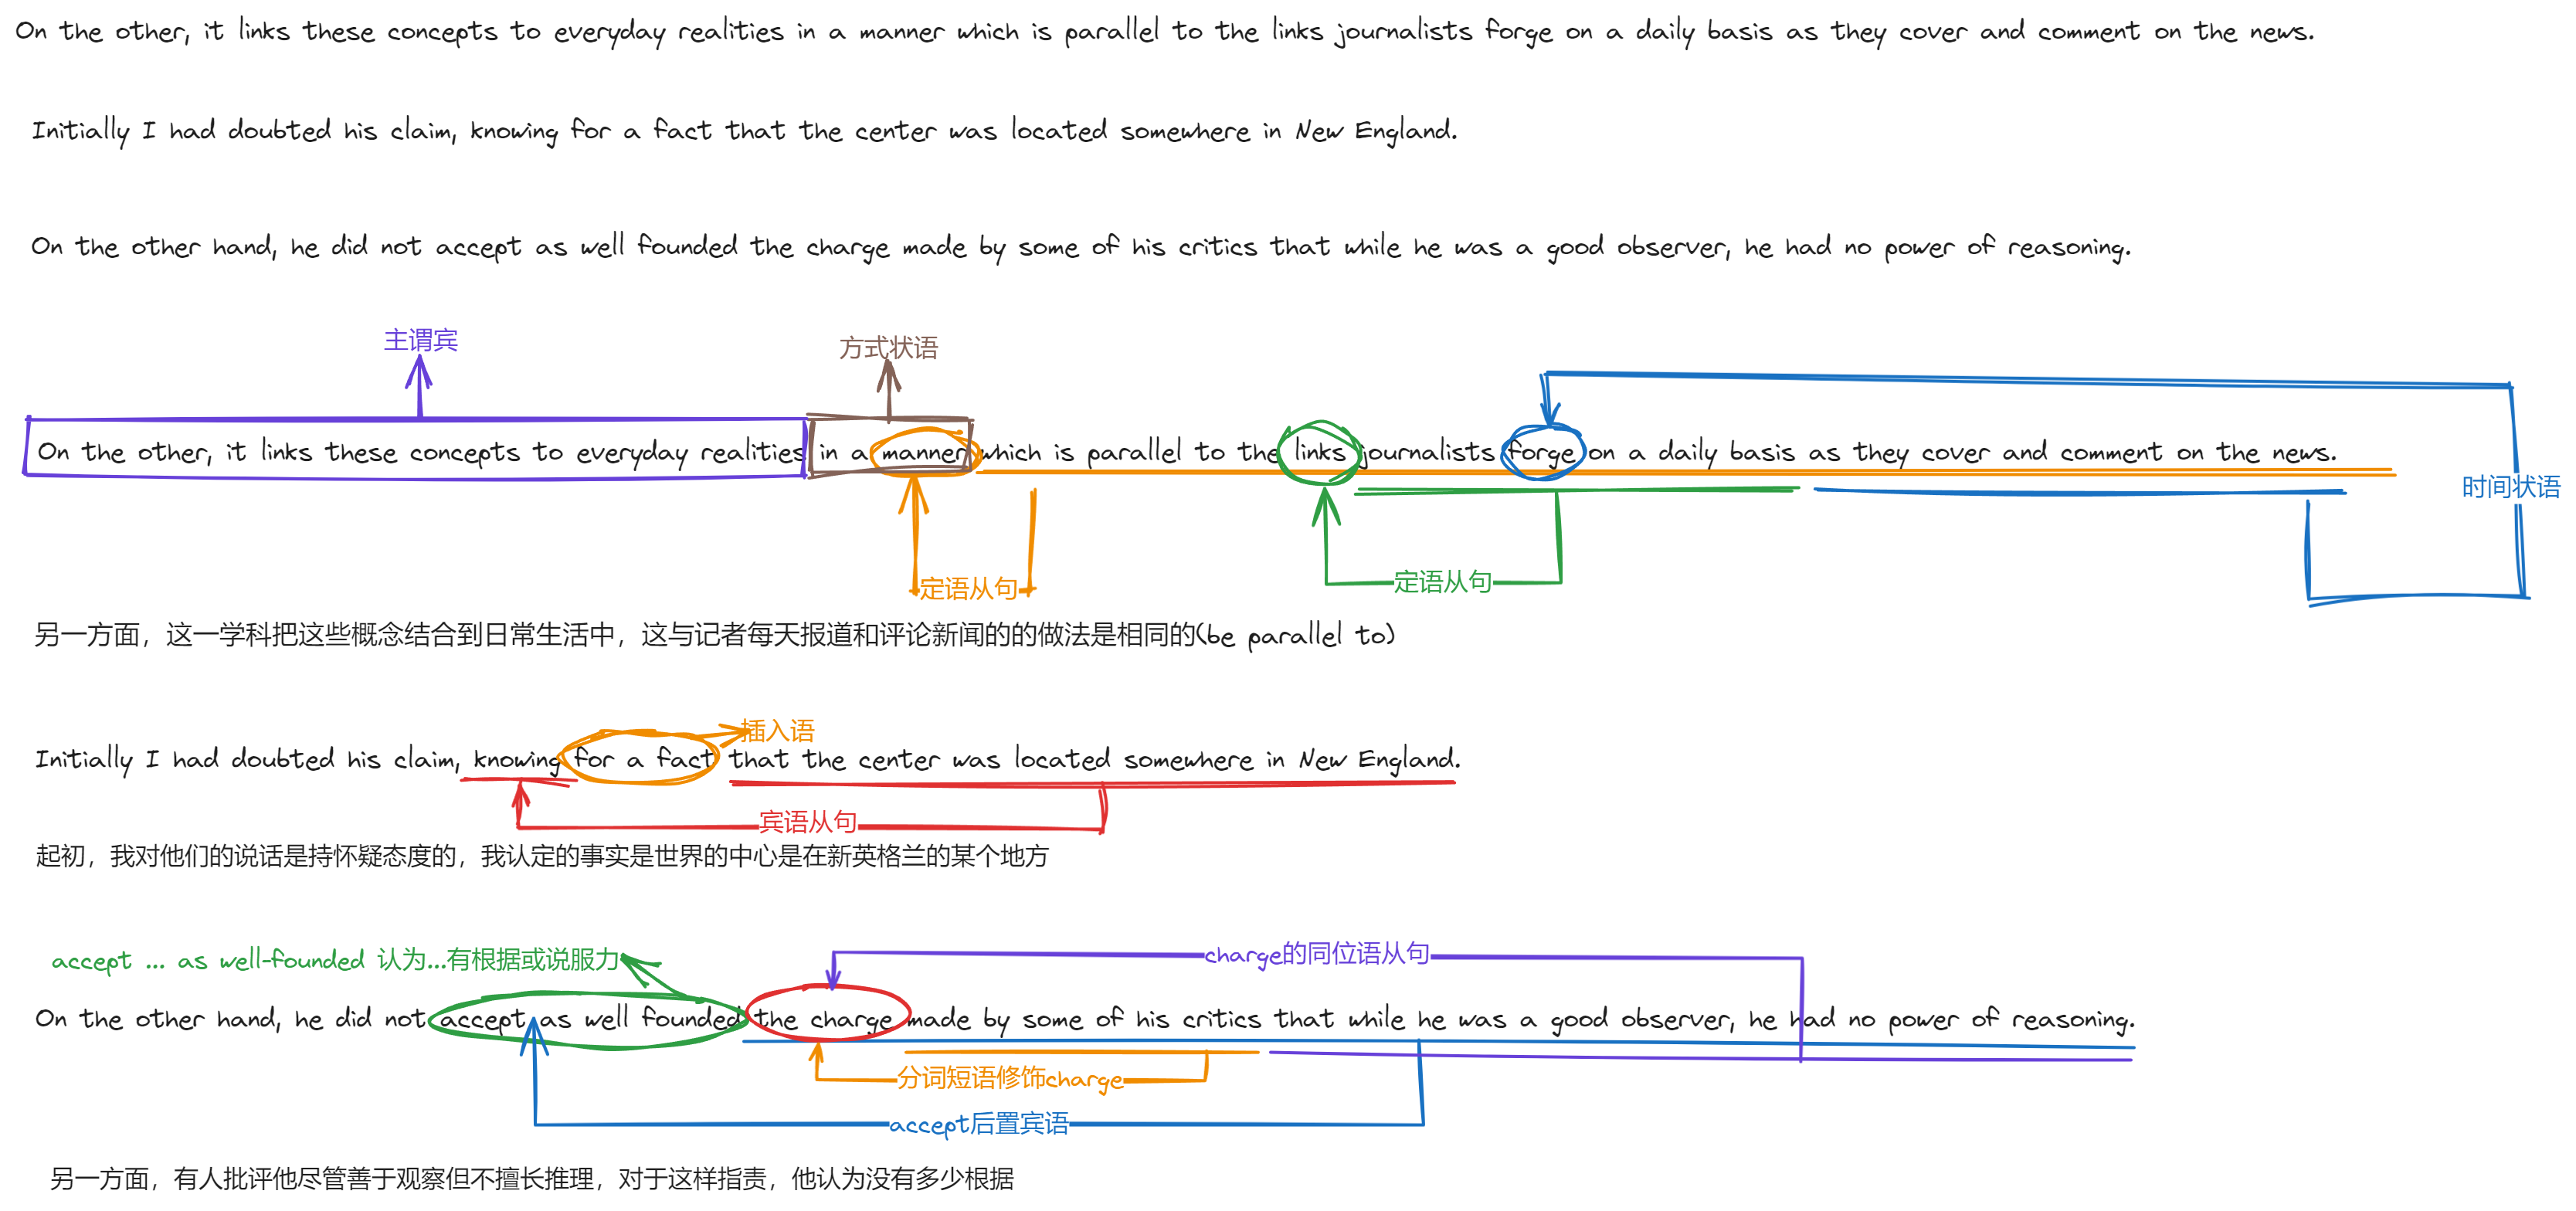 On the other, it links these concepts to everyday realities in a manner which is parallel to the links journalists forge on a daily basis as they cover and comment on the news.
Initially I had doubted his claim, knowing for a fact that the center was located somewhere in New England.
On the other hand, he did not accept as well founded the charge made by some of his critics that while he was a good observer, he had no power of reasoning.
主谓宾
方式状语
On the other, it links these concepts to everyday realities in a manner which is parallel to the links journalists forge on a daily basis as they cover and comment on the news.
时间状语
定语从句
定语从句
另一方面，这一学科把这些概念结合到日常生活中，这与记者每天报道和评论新闻的的做法是相同的(be parallel to)
插入语
Initially I had doubted his claim, knowing for a fact that the center was located somewhere in New England.
宾语从句
起初，我对他们的说话是持怀疑态度的，我认定的事实是世界的中心是在新英格兰的某个地方
charge的同位语从句
accept ... as well-founded 认为...有根据或说服力
On the other hand, he did not accept as well founded the charge made by some of his critics that while he was a good observer, he had no power of reasoning.
分词短语修饰charge
accept后置宾语
另一方面，有人批评他尽管善于观察但不擅长推理，对于这样指责，他认为没有多少根据